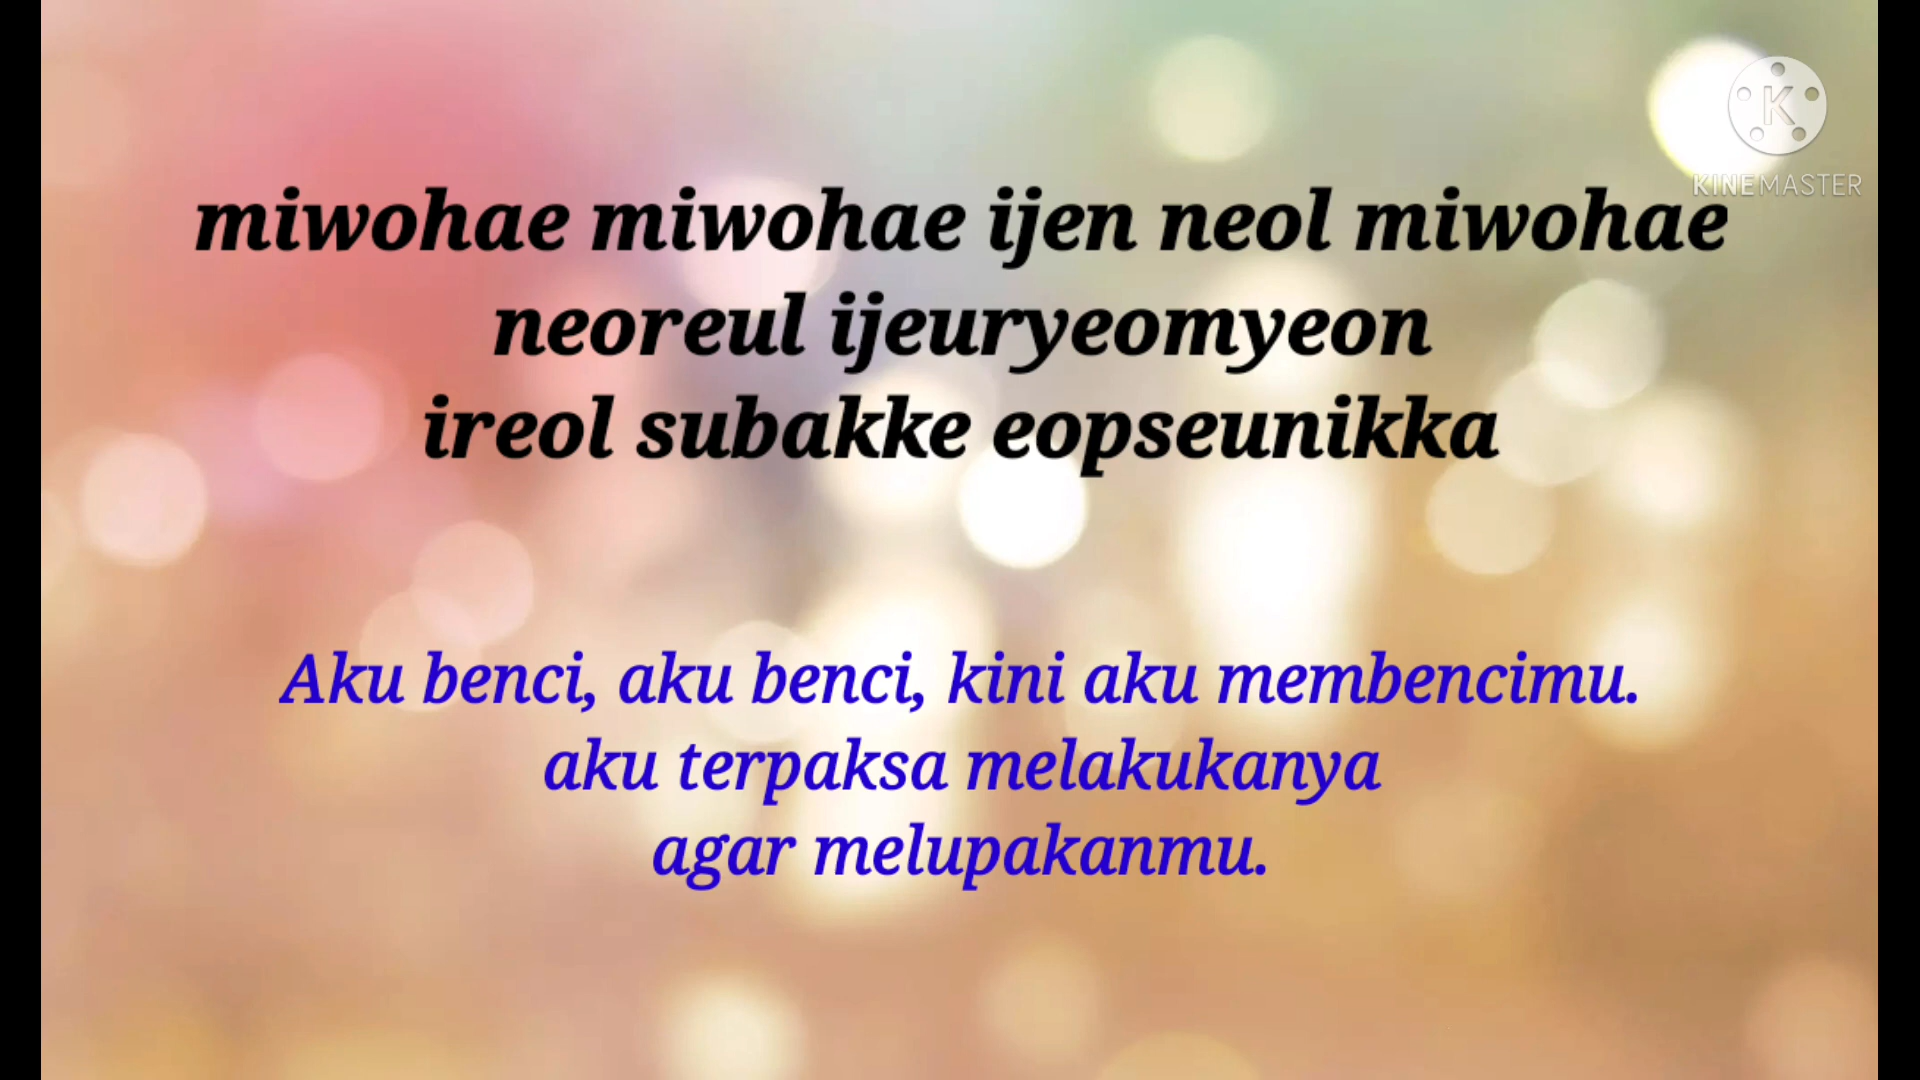 KINEMASTER
miwohae miwohae ijen neol miwohae
neoreul ijeuryeomyeon
ireol subakke eopseunikka
Aku benci, aku benci, kini aku membencimu.
aku terpaksa melakukanya
agar melupakanmu.